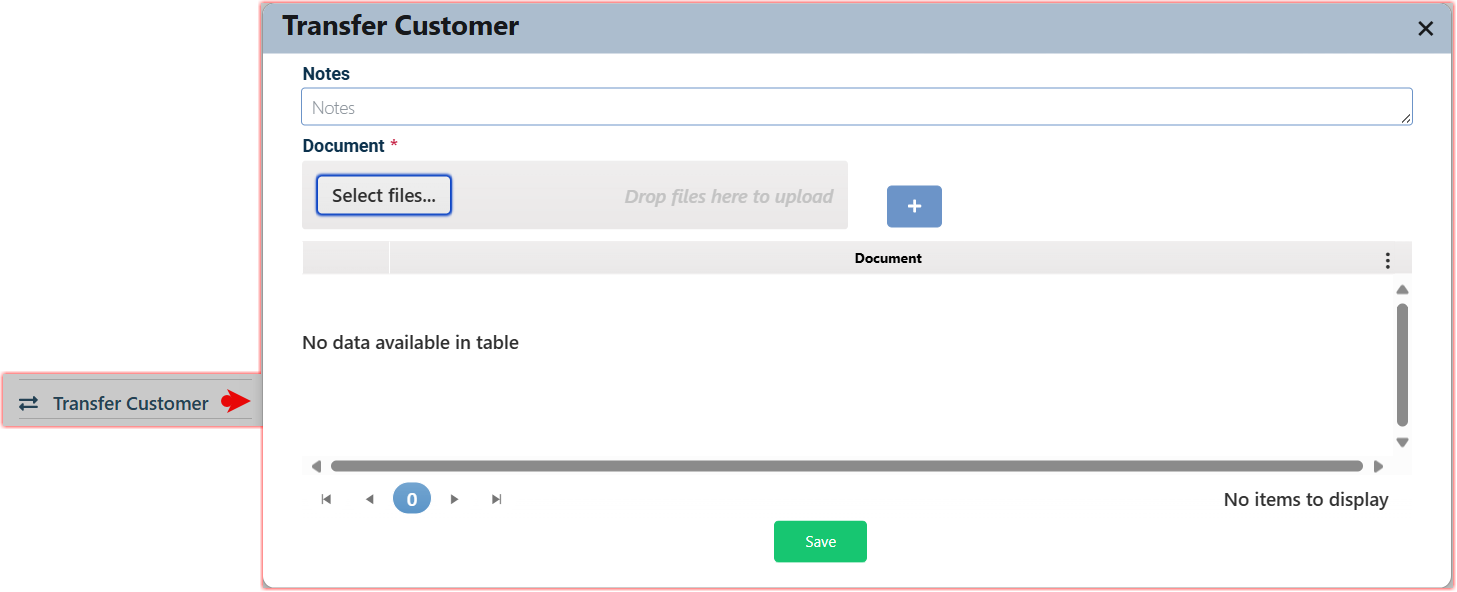 Transfer Customer
Notes
Notes
Document *
Select files...
Drop files here to upload
+
Document
No data available in table
Transfer Customer
0
No items to display
Save